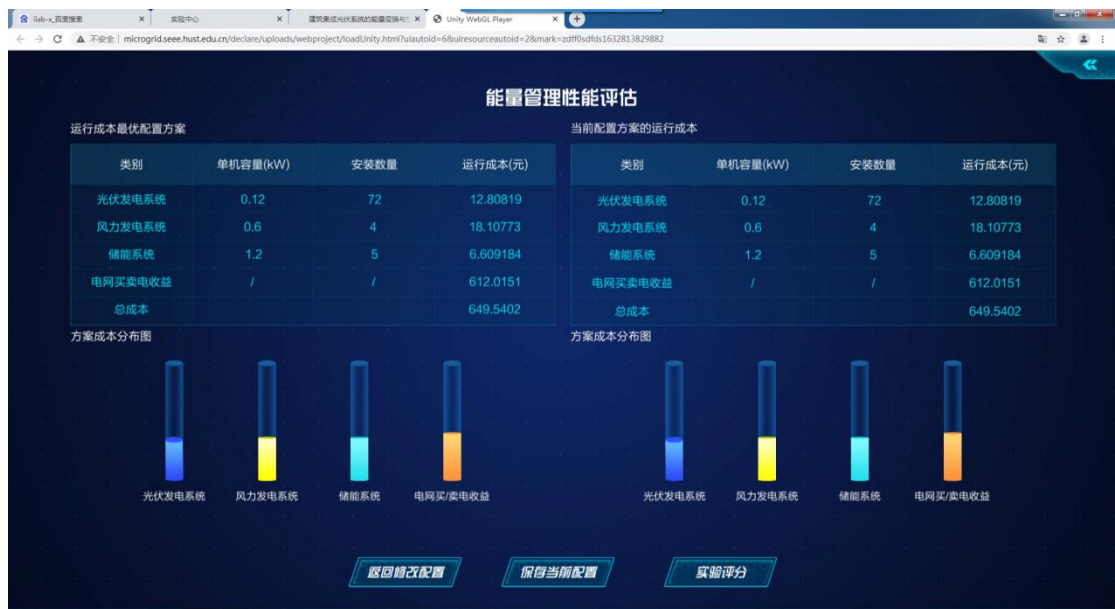 ilab-x_百度搜索
实验中心
建筑集成光伏系统的能量变换与
Unity WebGL Player
不安全 microgrid.seee.hust.edu.cn/declare/uploads/webproject/loadUnity.html?uiautoid=6&uiresourceautoid=2&mark=zdff0sdfds1632813829882
能量管理性能评估
运行成本最优配置方案
类别 单机容量(kW) 安装数量 运行成本(元)
光伏发电系统 0.12 72 12.80819
风力发电系统 0.6 4 18.10773
储能系统 1.2 5 6.609184
电网买卖电收益 / / 612.0151
总成本 649.5402
方案成本分布图
光伏发电系统 风力发电系统 储能系统 电网买/卖电收益
当前配置方案的运行成本
类别 单机容量(kW) 安装数量 运行成本(元)
光伏发电系统 0.12 72 12.80819
风力发电系统 0.6 4 18.10773
储能系统 1.2 5 6.609184
电网买卖电收益 / / 612.0151
总成本 649.5402
方案成本分布图
光伏发电系统 风力发电系统 储能系统 电网买/卖电收益
返回修改配置
保存当前配置
实验评分